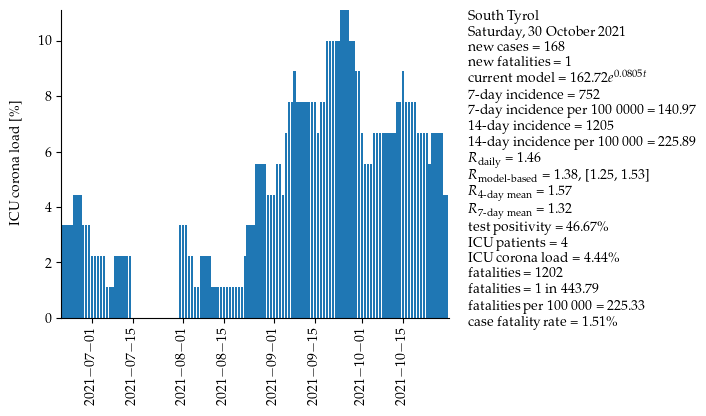 ICU corona load [%]
10
8
6
4
2
0
2021−07−01
2021−07−15
2021−08−01
2021−08−15
2021−09−01
2021−09−15
2021−10−01
2021−10−15
South Tyrol
Saturday, 30 October 2021
new cases = 168
new fatalities = 1
current model = 162.72e^0.0805t
7-day incidence = 752
7-day incidence per 100 0000 = 140.97
14-day incidence = 1205
14-day incidence per 100 000 = 225.89
R_daily = 1.46
R_model-based = 1.38, [1.25, 1.53]
R_4-day mean = 1.57
R_7-day mean = 1.32
test positivity = 46.67%
ICU patients = 4
ICU corona load = 4.44%
fatalities = 1202
fatalities = 1 in 443.79
fatalities per 100 000 = 225.33
case fatality rate = 1.51%